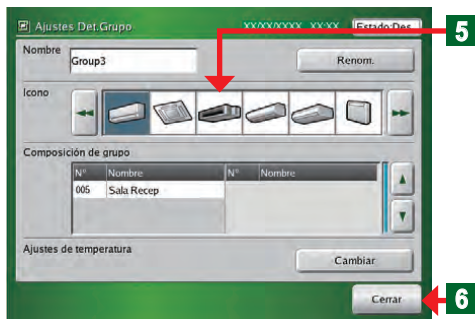 Ajustes Det.Grupo XX/XX/XXXX XX:XX Estado:Des.
5
Nombre
Group3 Renom.
Icono
Composición de grupo
N° Nombre N° Nombre
005 Sala Recep
Ajustes de temperatura
Cambiar
Cerrar 6